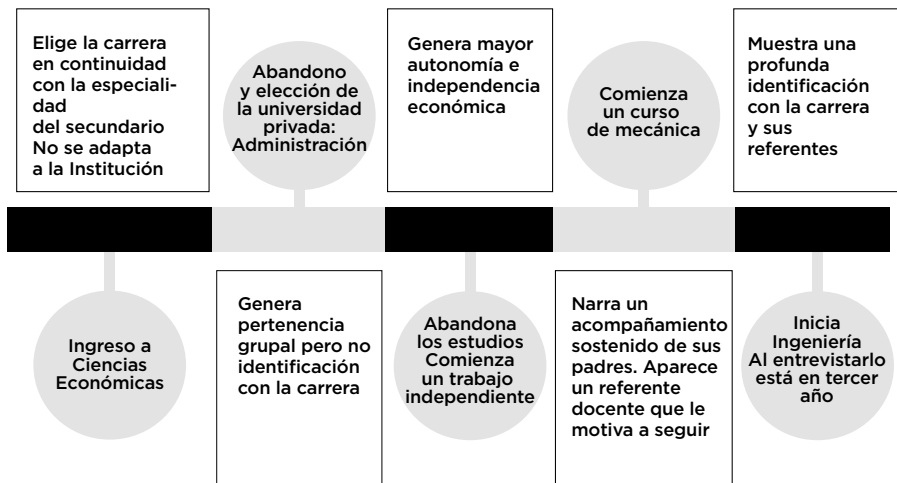 Elige la carrera
en continuidad
con la especiali-
dad
del secundario
No se adapta
a la Institución
Abandono
y elección de
la universidad
privada:
Administración
Genera mayor
autonomía e
independencia
económica
Comienza
un curso
de mecánica
Muestra una
profunda
identificación
con la carrera
y sus
referentes
Ingreso a
Ciencias
Económicas
Genera
pertenencia
grupal pero no
identificación
con la carrera
Abandona
los estudios
Comienza
un trabajo
independiente
Narra un
acompañamiento
sostenido de sus
padres. Aparece
un referente
docente que le
motiva a seguir
Inicia
Ingeniería
Al entrevistarlo
está en tercer
año